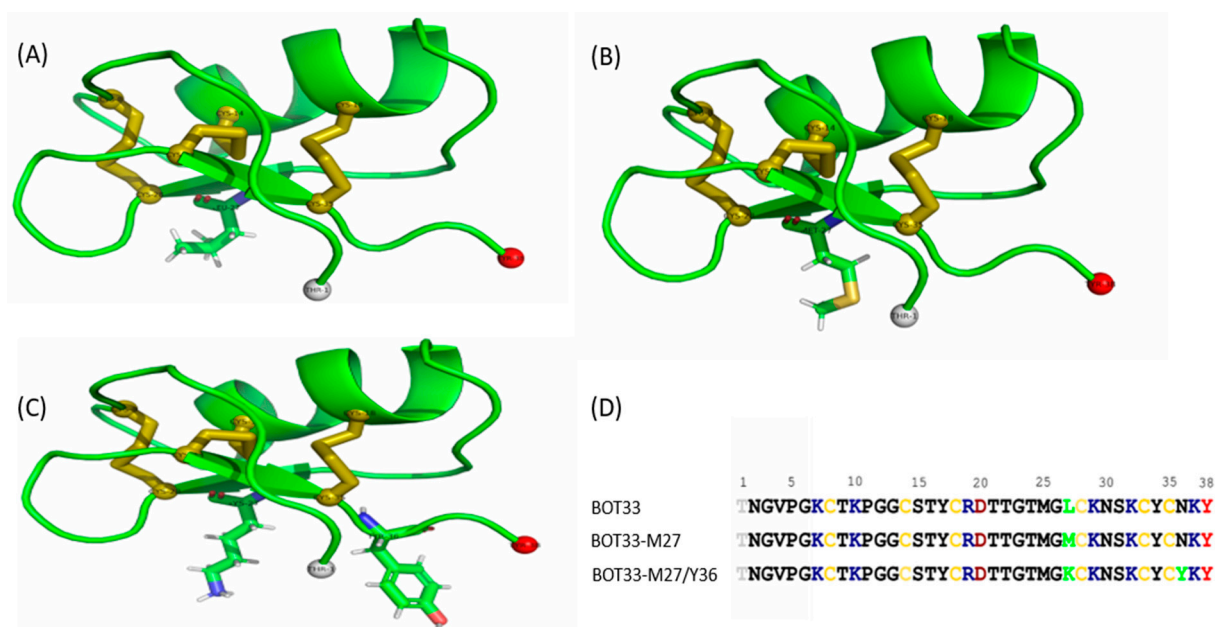 (A)
THR-1
(B)
THR-1
(C)
THR-1
(D)
1 5 10 15 20 25 30 35 38
BOT33 TNGVPGKCTKPGGCSTYCRDTTGTMGLCKNSKCYCNKY
BOT33-M27 TNGVPGKCTKPGGCSTYCRDTTGTMGMCKNSKCYCNKY
BOT33-M27/Y36 TNGVPGKCTKPGGCSTYCRDTTGTMGKCKNSKCYCYKY